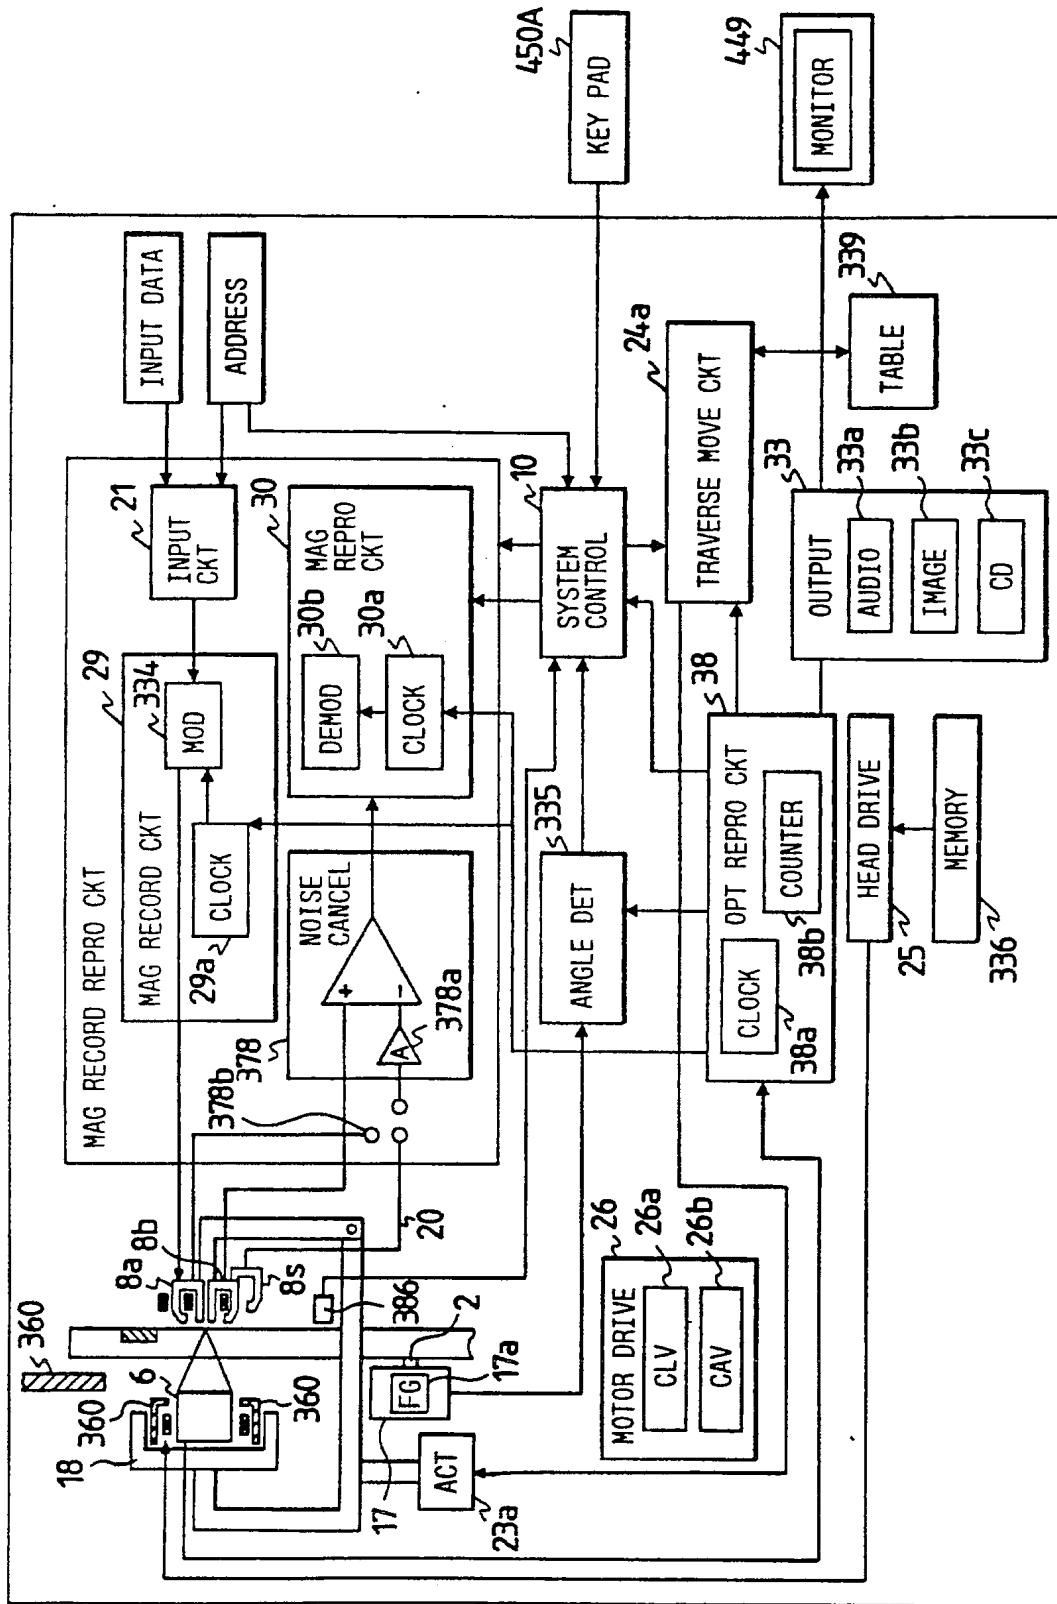 450A
KEY PAD
449
MONITOR
INPUT DATA
ADDRESS
MAG RECORD REPRO CKT
21
INPUT
CKT
29
334
MOD
MAG RECORD CKT
CLOCK
29a
30
MAG
REPRO
CKT
30b
DEMOD
30a
CLOCK
NOISE
CANCEL
+
−
A
378a
378
378b
10
SYSTEM
CONTROL
24a
TRAVERSE MOVE CKT
339
TABLE
335
ANGLE DET
38
OPT REPRO CKT
CLOCK
38a
COUNTER
38b
33
OUTPUT
33a
AUDIO
33b
IMAGE
33c
CD
HEAD DRIVE
25
MEMORY
336
26
MOTOR DRIVE
26a
CLV
26b
CAV
20
8a
8b
8s
386
2
17a
FG
17
ACT
23a
360
6
360
360
18